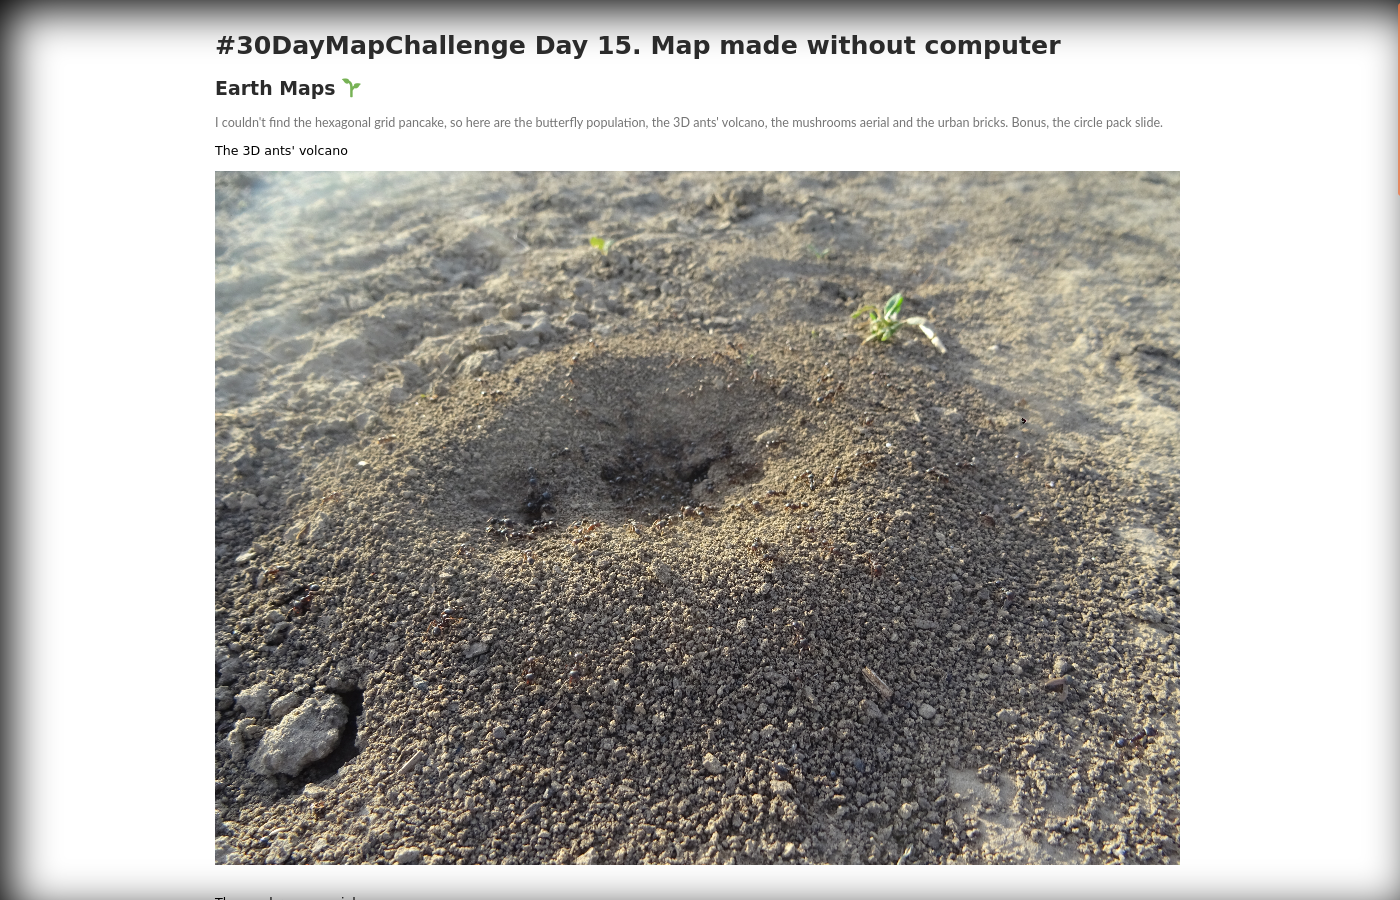 #30DayMapChallenge Day 15. Map made without computer
Earth Maps 🌱
I couldn't find the hexagonal grid pancake, so here are the butterfly population, the 3D ants' volcano, the mushrooms aerial and the urban bricks. Bonus, the circle pack slide.
The 3D ants' volcano